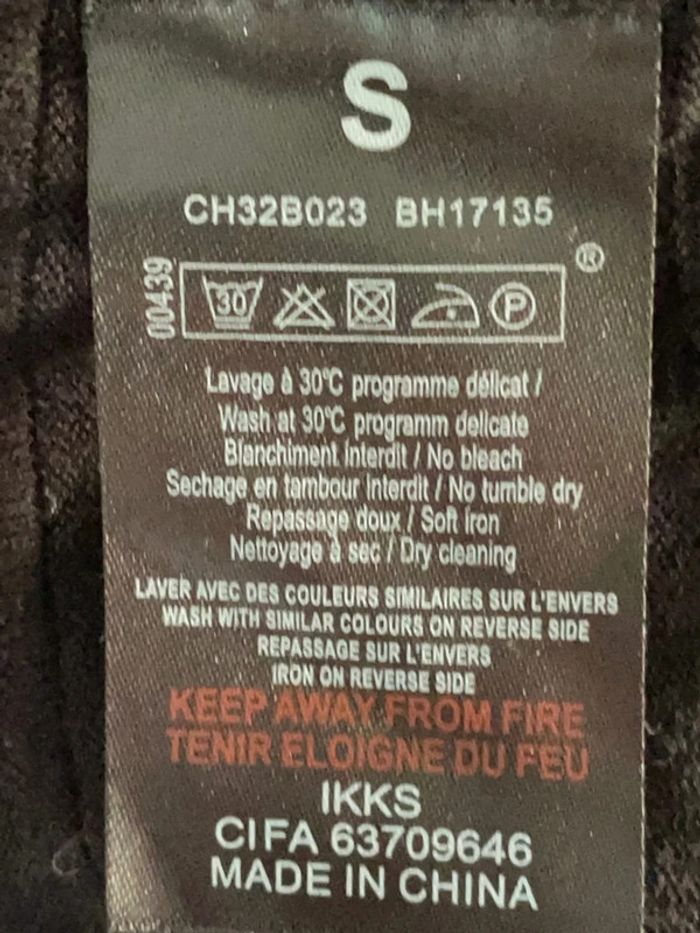 S
CH32B023 BH17135
®
00439
30 P
Lavage à 30°C programme délicat /
Wash at 30°C programm delicate
Blanchiment Interdit / No bleach
Sechage en tambour Interdit / No tumble dry
Repassage doux / Soft Iron
Nettoyage à sec / Dry cleaning
LAVER AVEC DES COULEURS SIMILAIRES SUR L'ENVERS
WASH WITH SIMILAR COLOURS ON REVERSE SIDE
REPASSAGE SUR L'ENVERS
IRON ON REVERSE SIDE
KEEP AWAY FROM FIRE
TENIR ELOIGNE DU FEU
IKKS
CIFA 63709646
MADE IN CHINA